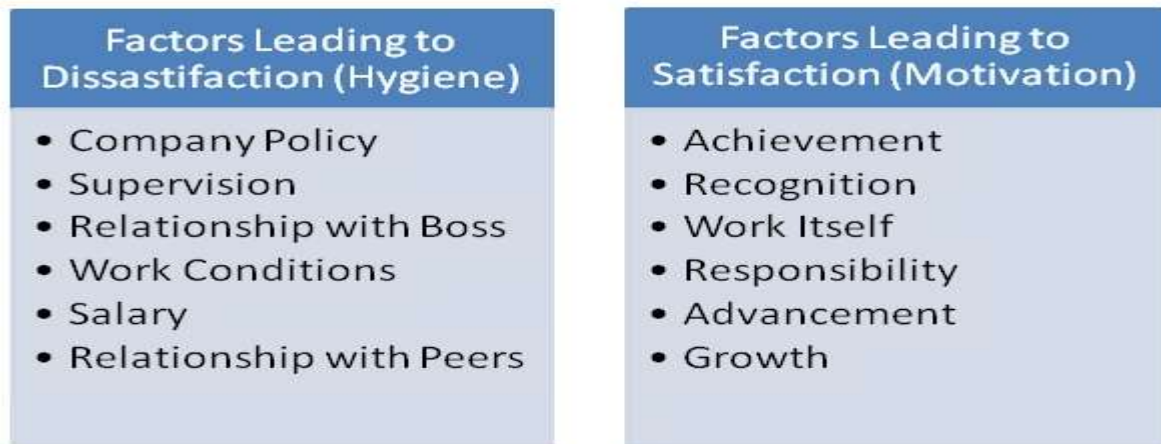 Factors Leading to
Dissastifaction (Hygiene)
• Company Policy
• Supervision
• Relationship with Boss
• Work Conditions
• Salary
• Relationship with Peers
Factors Leading to
Satisfaction (Motivation)
• Achievement
• Recognition
• Work Itself
• Responsibility
• Advancement
• Growth